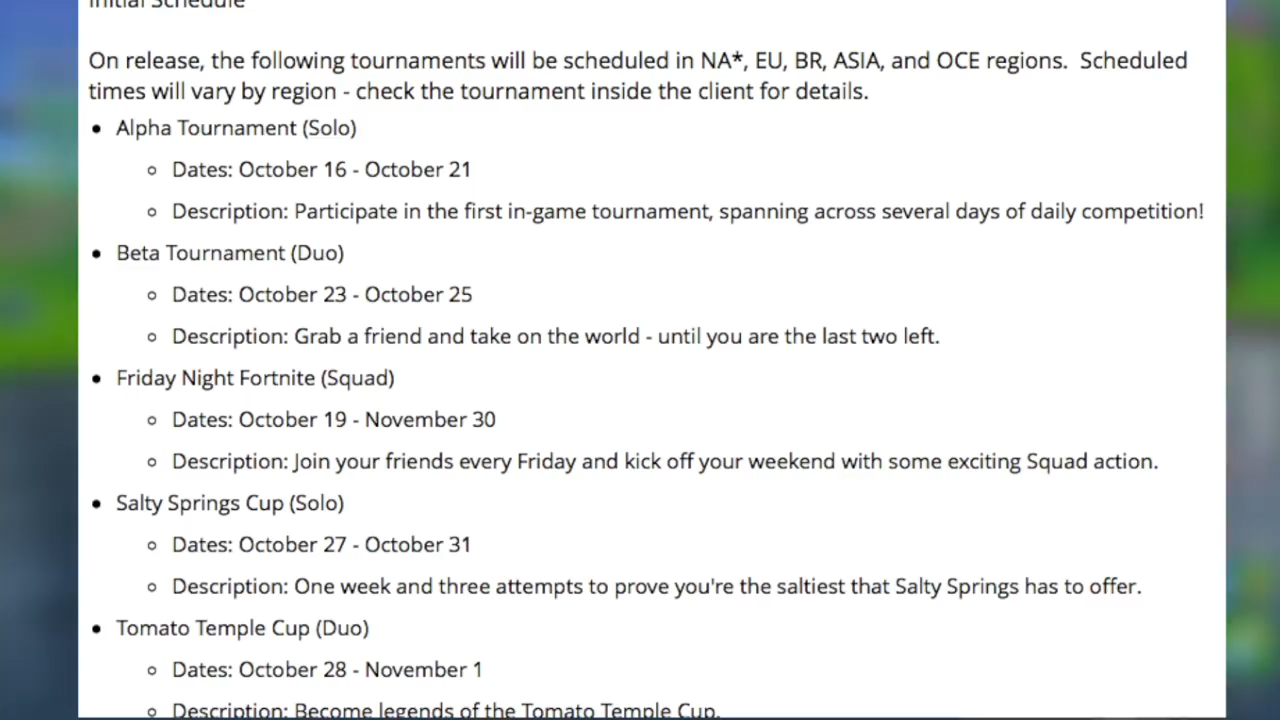 Initial Schedule
On release, the following tournaments will be scheduled in NA*, EU, BR, ASIA, and OCE regions.  Scheduled
times will vary by region - check the tournament inside the client for details.
• Alpha Tournament (Solo)
◦ Dates: October 16 - October 21
◦ Description: Participate in the first in-game tournament, spanning across several days of daily competition!
• Beta Tournament (Duo)
◦ Dates: October 23 - October 25
◦ Description: Grab a friend and take on the world - until you are the last two left.
• Friday Night Fortnite (Squad)
◦ Dates: October 19 - November 30
◦ Description: Join your friends every Friday and kick off your weekend with some exciting Squad action.
• Salty Springs Cup (Solo)
◦ Dates: October 27 - October 31
◦ Description: One week and three attempts to prove you're the saltiest that Salty Springs has to offer.
• Tomato Temple Cup (Duo)
◦ Dates: October 28 - November 1
◦ Description: Become legends of the Tomato Temple Cup.